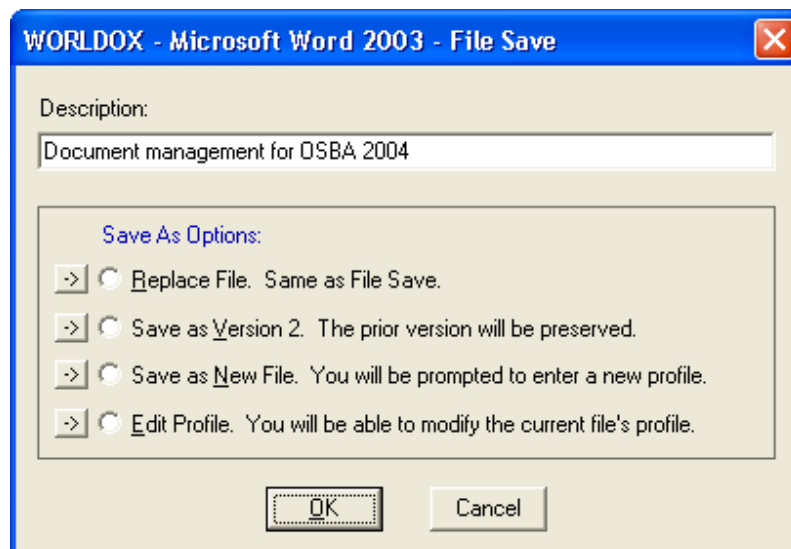 WORLDOX - Microsoft Word 2003 - File Save
Description:
Document management for OSBA 2004
Save As Options:
-> Replace File. Same as File Save.
-> Save as Version 2. The prior version will be preserved.
-> Save as New File. You will be prompted to enter a new profile.
-> Edit Profile. You will be able to modify the current file's profile.
OK Cancel